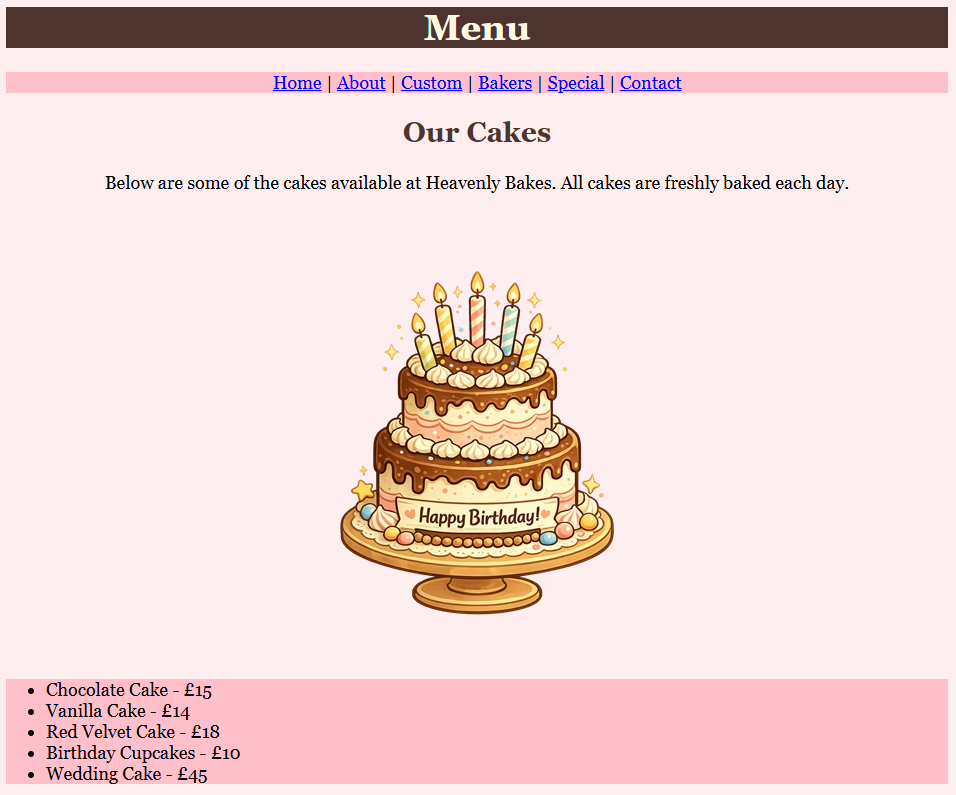 Menu
Home | About | Custom | Bakers | Special | Contact
Our Cakes
Below are some of the cakes available at Heavenly Bakes. All cakes are freshly baked each day.
Happy Birthday!
• Chocolate Cake - £15
• Vanilla Cake - £14
• Red Velvet Cake - £18
• Birthday Cupcakes - £10
• Wedding Cake - £45